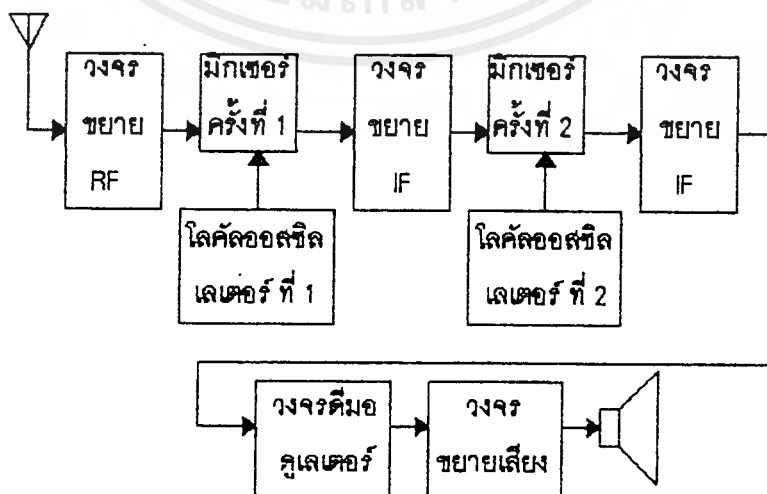 วงจร
ขยาย
RF
มิกเซอร์
ครั้งที่ 1
วงจร
ขยาย
IF
มิกเซอร์
ครั้งที่ 2
วงจร
ขยาย
IF
โลคัลออสซิล
เลเตอร์ ที่ 1
โลคัลออสซิล
เลเตอร์ ที่ 2
วงจรดีมอ
ดูเลเตอร์
วงจร
ขยายเสียง